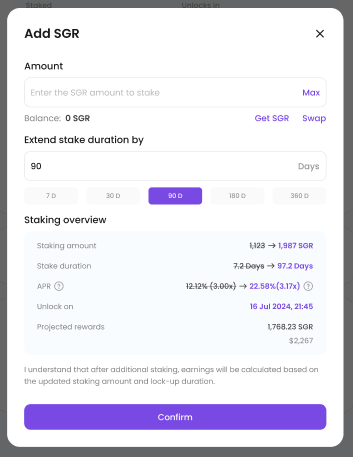 Staked Unlocks in
Add SGR
Amount
Enter the SGR amount to stake Max
Balance: 0 SGR Get SGR Swap
Extend stake duration by
90 Days
7 D 30 D 90 D 180 D 360 D
Staking overview
Staking amount 1,123 → 1,987 SGR
Stake duration 7.2 Days → 97.2 Days
APR ? 12.12% (3.00x) → 22.58%(3.17x) ?
Unlock on 16 Jul 2024, 21:45
Projected rewards 1,768.23 SGR
$2,267
I understand that after additional staking, earnings will be calculated based on
the updated staking amount and lock-up duration.
Confirm